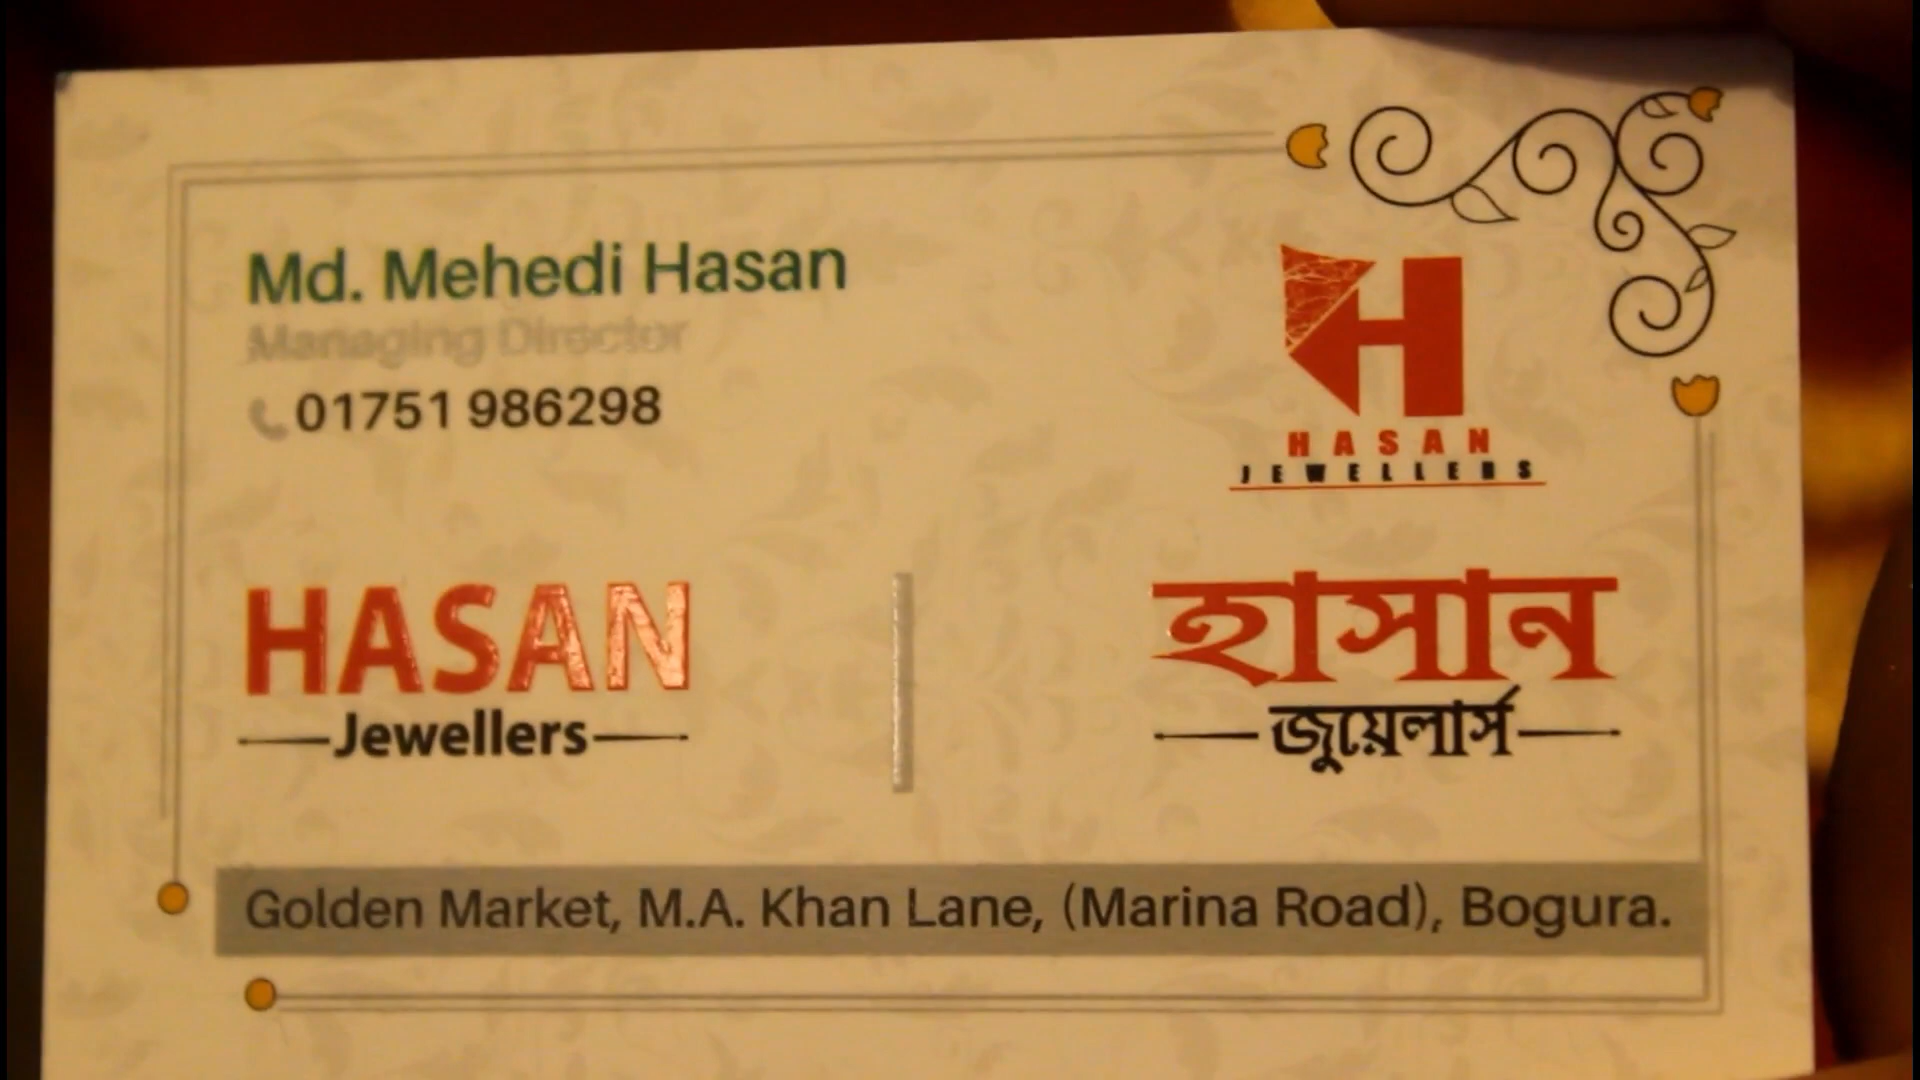 Md. Mehedi Hasan
Managing Director
01751 986298
HASAN
JEWELLERS
HASAN
Jewellers
হাসান
জুয়েলার্স
Golden Market, M.A. Khan Lane, (Marina Road), Bogura.